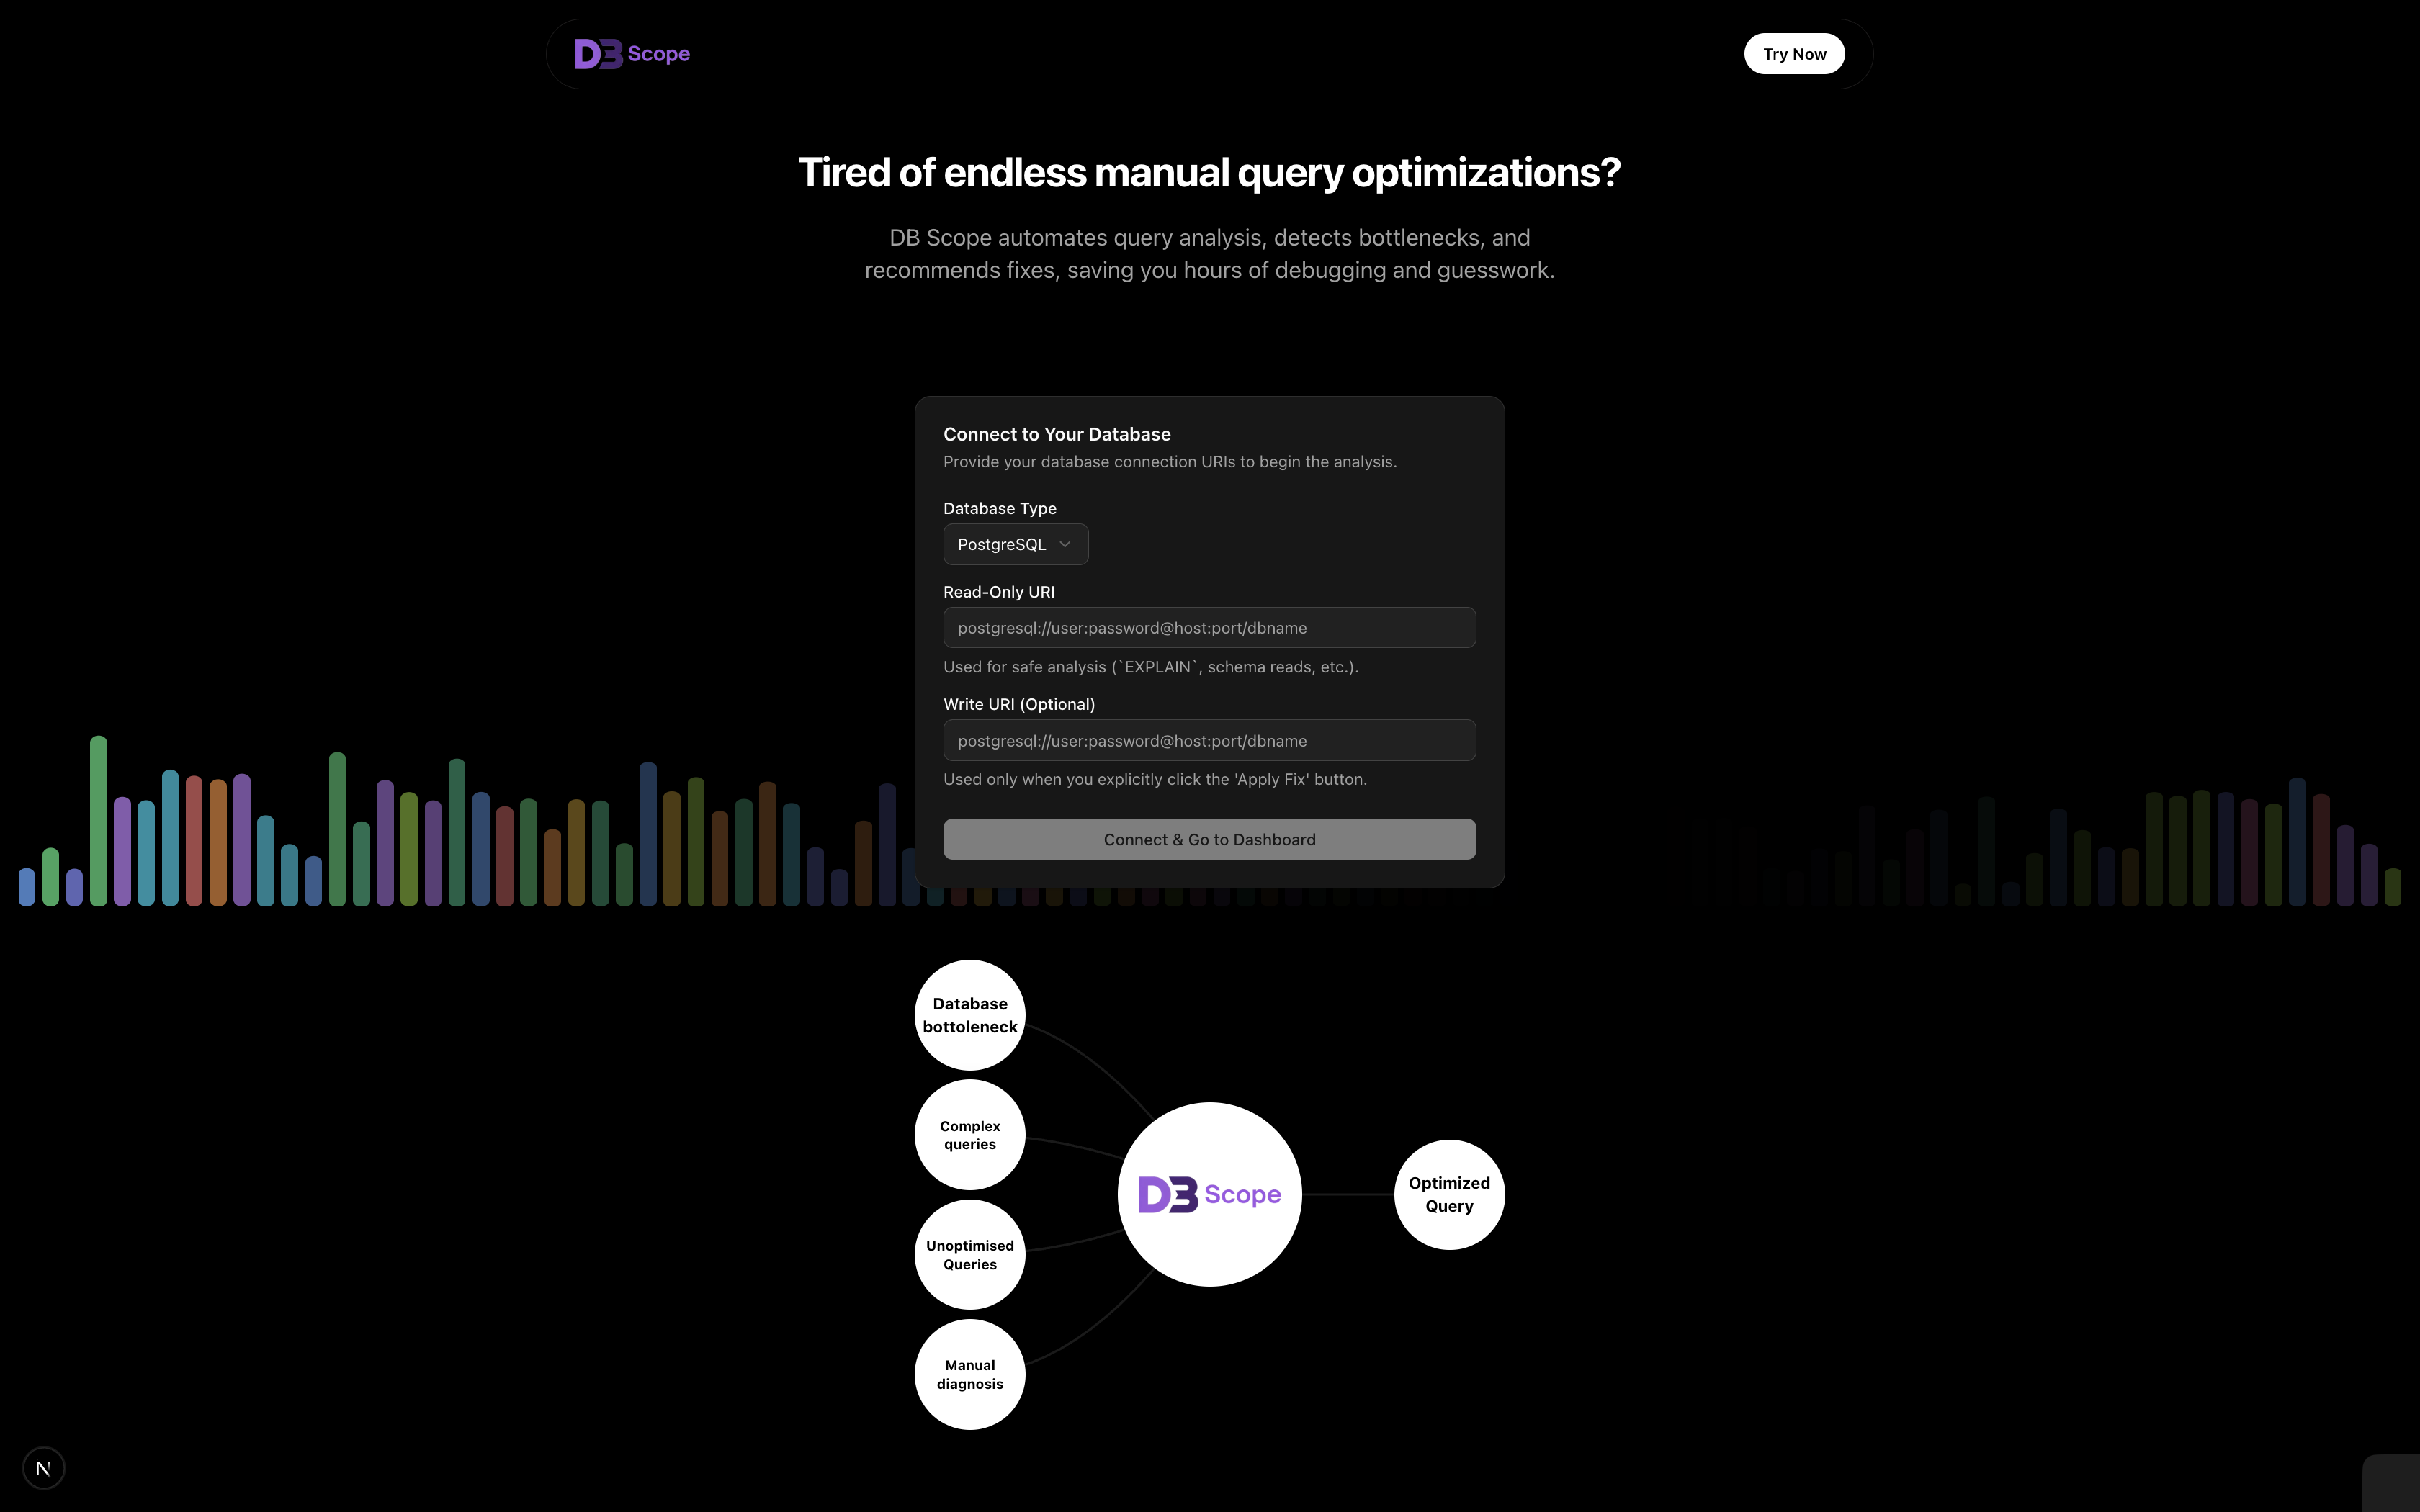 DB Scope
Try Now
Tired of endless manual query optimizations?
DB Scope automates query analysis, detects bottlenecks, and
recommends fixes, saving you hours of debugging and guesswork.
Connect to Your Database
Provide your database connection URIs to begin the analysis.
Database Type
PostgreSQL
Read-Only URI
postgresql://user:password@host:port/dbname
Used for safe analysis (`EXPLAIN`, schema reads, etc.).
Write URI (Optional)
postgresql://user:password@host:port/dbname
Used only when you explicitly click the 'Apply Fix' button.
Connect & Go to Dashboard
Database
bottoleneck
Complex
queries
Unoptimised
Queries
Manual
diagnosis
DB Scope
Optimized
Query
N